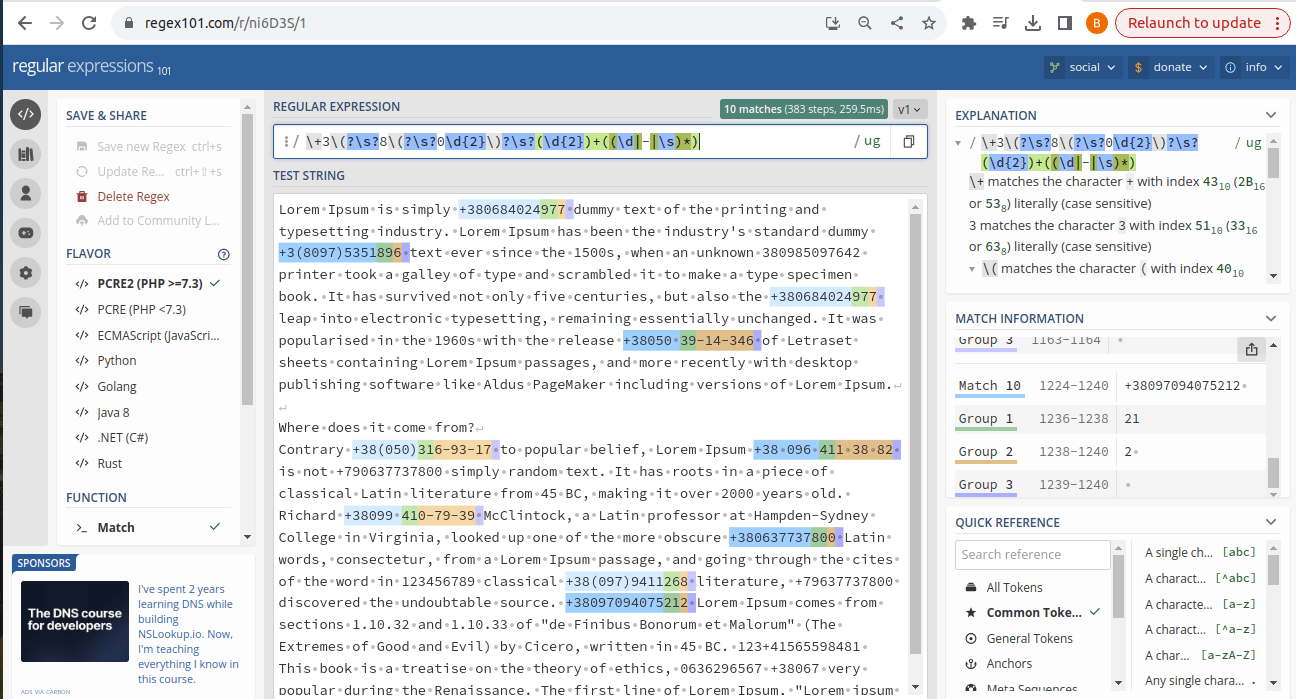 regex101.com/r/ni6D3S/1
B
Relaunch to update
regular expressions 101
social
$ donate
info
SAVE & SHARE
Save new Regex ctrl+s
Update Re... ctrl+⇧+s
Delete Regex
Add to Community L...
FLAVOR
</> PCRE2 (PHP >=7.3)
</> PCRE (PHP <7.3)
</> ECMAScript (JavaScri...
</> Python
</> Golang
</> Java 8
</> .NET (C#)
</> Rust
FUNCTION
>_ Match
SPONSORS
The DNS course
for developers
I've spent 2 years
learning DNS while
building
NSLookup.io. Now,
I'm teaching
everything I know in
this course.
ADS VIA CARBON
REGULAR EXPRESSION
10 matches (383 steps, 259.5ms)
v1
/ \+3\(?\s?8\(?\s?0\d{2}\)?\s?(\d{2})+((\d|-|\s)*) / ug
TEST STRING
Lorem Ipsum is simply +380684024977 dummy text of the printing and
typesetting industry. Lorem Ipsum has been the industry's standard dummy
+3(8097)5351896 text ever since the 1500s, when an unknown 380985097642
printer took a galley of type and scrambled it to make a type specimen
book. It has survived not only five centuries, but also the +380684024977
leap into electronic typesetting, remaining essentially unchanged. It was
popularised in the 1960s with the release +38050 39-14-346 of Letraset
sheets containing Lorem Ipsum passages, and more recently with desktop
publishing software like Aldus PageMaker including versions of Lorem Ipsum.↵
↵
Where does it come from?↵
Contrary +38(050)316-93-17 to popular belief, Lorem Ipsum +38 096 411 38 82
is not +790637737800 simply random text. It has roots in a piece of
classical Latin literature from 45 BC, making it over 2000 years old.
Richard +38099 410-79-39 McClintock, a Latin professor at Hampden-Sydney
College in Virginia, looked up one of the more obscure +380637737800 Latin
words, consectetur, from a Lorem Ipsum passage, and going through the cites
of the word in 123456789 classical +38(097)9411268 literature, +79637737800
discovered the undoubtable source. +38097094075212 Lorem Ipsum comes from
sections 1.10.32 and 1.10.33 of "de Finibus Bonorum et Malorum" (The
Extremes of Good and Evil) by Cicero, written in 45 BC. 123+41565598481
This book is a treatise on the theory of ethics, 0636296567 +38067 very
popular during the Renaissance. The first line of Lorem Ipsum, "Lorem ipsum
EXPLANATION
/ \+3\(?\s?8\(?\s?0\d{2}\)?\s? / ug
(\d{2})+((\d|-|\s)*)
\+ matches the character + with index 43₁₀ (2B₁₆
or 53₈) literally (case sensitive)
3 matches the character 3 with index 51₁₀ (33₁₆
or 63₈) literally (case sensitive)
\( matches the character ( with index 40₁₀
MATCH INFORMATION
Group 3 1163-1164
Match 10 1224-1240 +38097094075212
Group 1 1236-1238 21
Group 2 1238-1240 2
Group 3 1239-1240
QUICK REFERENCE
Search reference
All Tokens
Common Toke...
General Tokens
Anchors
Meta Sequences
A single ch... [abc]
A charact... [^abc]
A characte... [a-z]
A charact... [^a-z]
A char... [a-zA-Z]
Any single chara... .